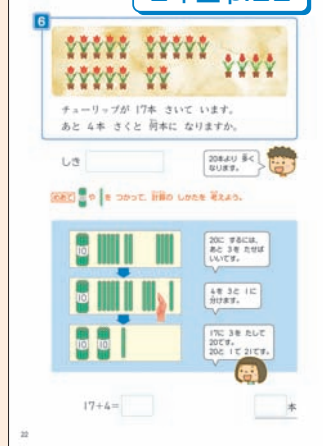 6
チューリップが 17本 さいて います。
あと 4本 さくと 何本に なりますか。
しき
20本より 多く
なります。
めあて や を つかって、計算の しかたを 考えよう。
10
20に するには、
あと 3を たせば
いいです。
10
4を 3と 1に
分けます。
10 10
17に 3を たして
20です。
20と 1で 21です。
17+4=
本
22